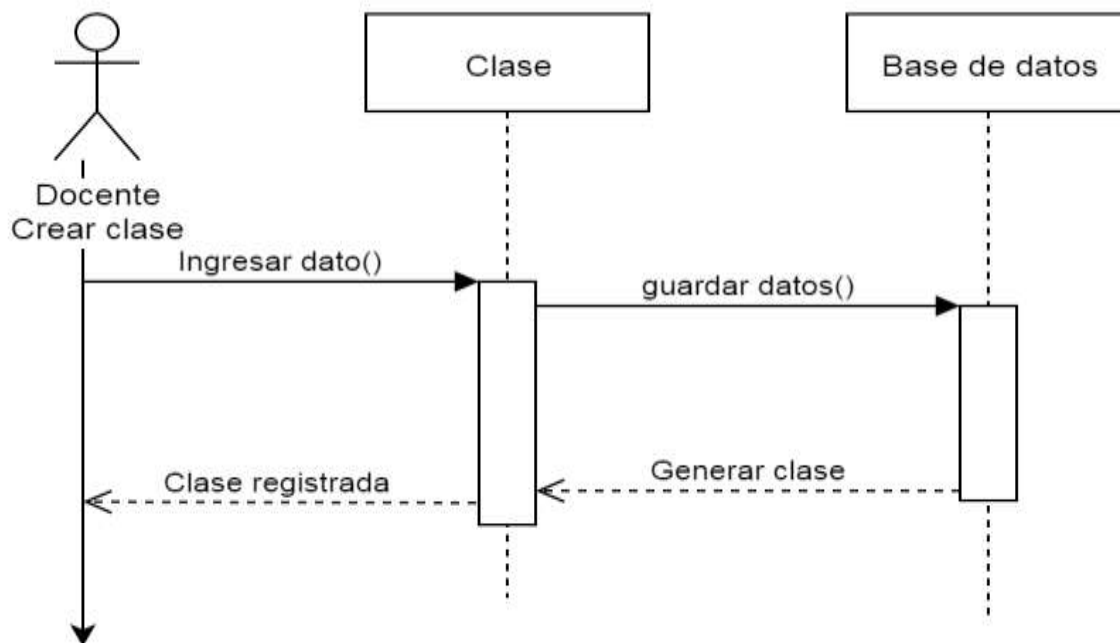 Clase
Base de datos
Docente
Crear clase
Ingresar dato()
guardar datos()
Generar clase
Clase registrada